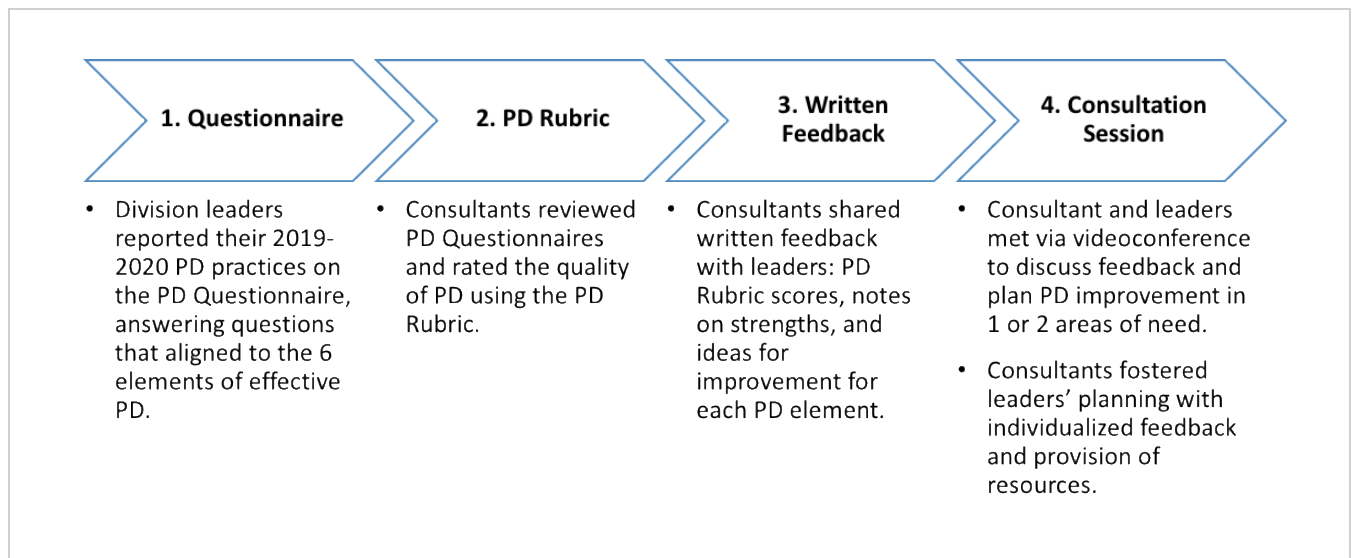 1. Questionnaire
• Division leaders
reported their 2019-
2020 PD practices on
the PD Questionnaire,
answering questions
that aligned to the 6
elements of effective
PD.
2. PD Rubric
• Consultants reviewed
PD Questionnaires
and rated the quality
of PD using the PD
Rubric.
3. Written
Feedback
• Consultants shared
written feedback
with leaders: PD
Rubric scores, notes
on strengths, and
ideas for
improvement for
each PD element.
4. Consultation
Session
• Consultant and leaders
met via videoconference
to discuss feedback and
plan PD improvement in
1 or 2 areas of need.
• Consultants fostered
leaders’ planning with
individualized feedback
and provision of
resources.